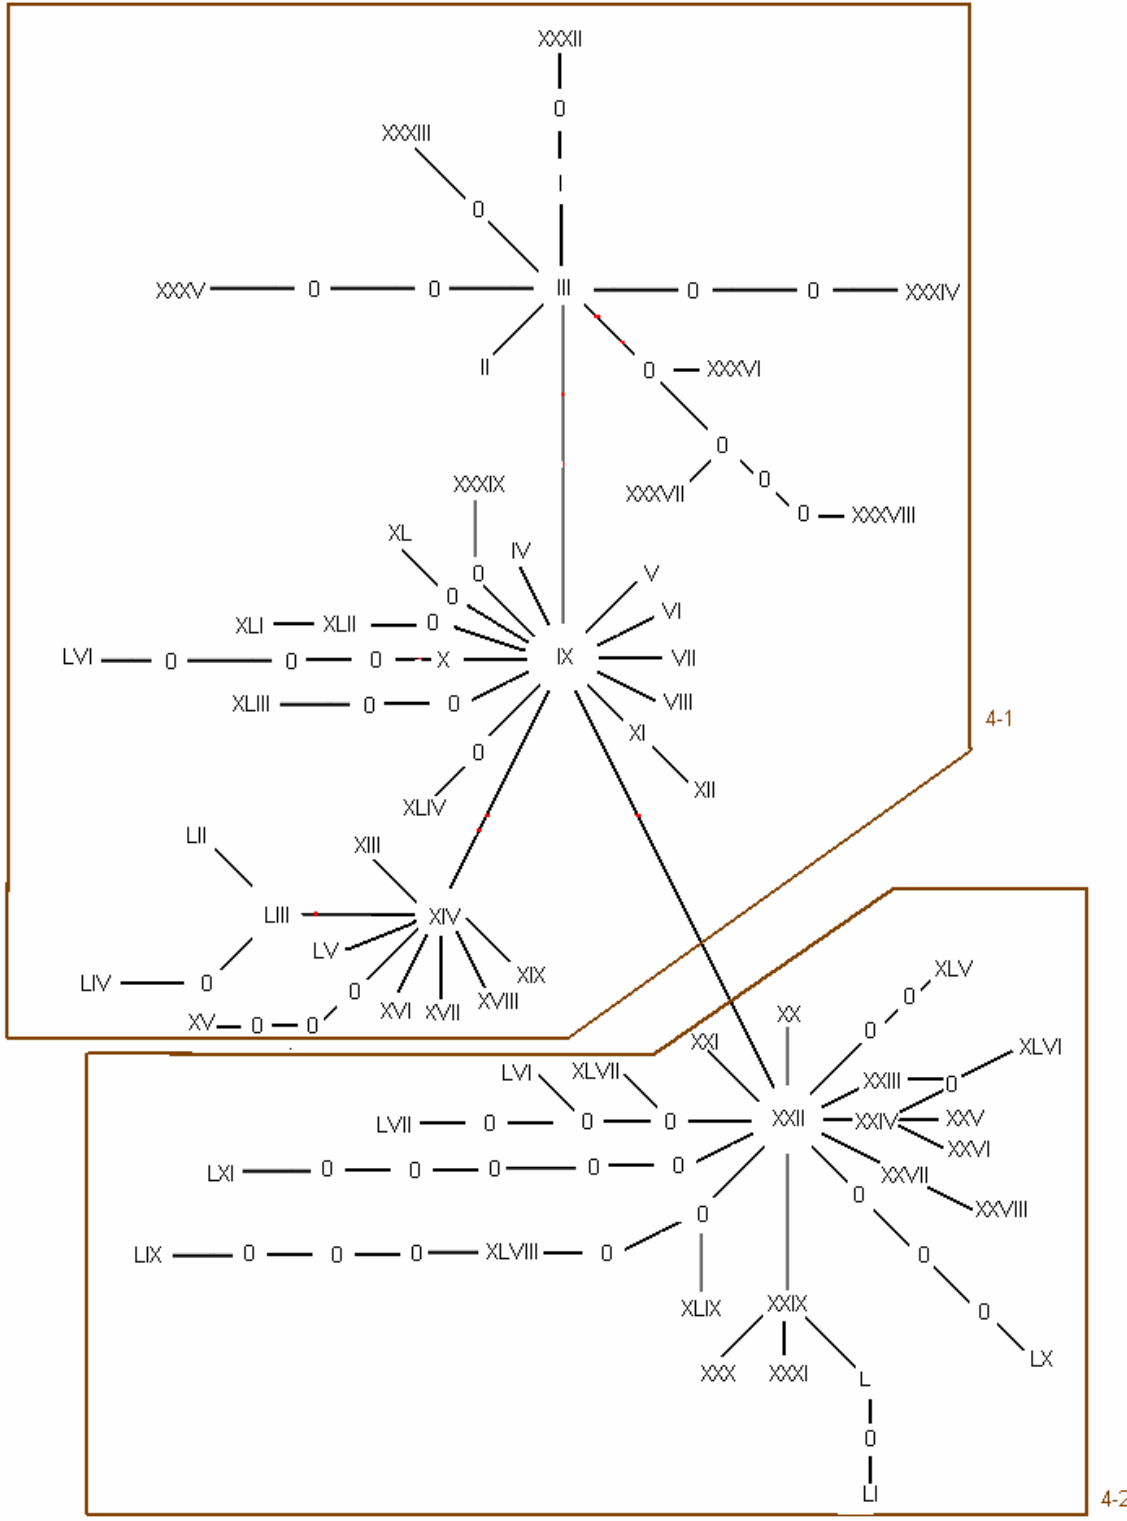 XXXII
0
XXXIII
I
0
XXXV 0 0 III 0 0 XXXIV
II
0 XXXVI
0
XXXIX
XXXVII
0
0 XXXVIII
XL
IV
0
V
0
XLI XLII 0
VI
LVI 0 0 0 X IX VII
XLIII 0 0
VIII
4-1
XI
0
XII
XLIV
LII
XIII
LIII XIV
LV
XIX
LIV 0
0
XVI XVII XVIII
XV 0 0
XLV
0
XX
0
XXI
XLVI
LVI XLVII
XXIII 0
LVII 0 0 0 XXII XXIV XXV
XXVI
LXI 0 0 0 0 0
XXVII
0
XXVIII
0
LIX 0 0 0 XLVIII 0
0
XLIX
XXIX
0
LX
XXX XXXI
L
0
LI
4-2